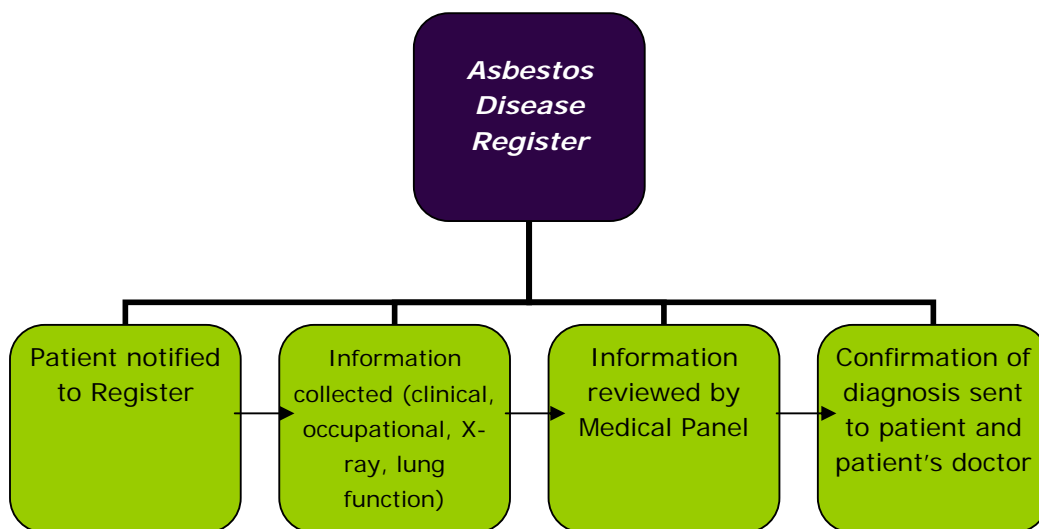 Asbestos
Disease
Register
Patient notified
to Register
Information
collected (clinical,
occupational, X-
ray, lung
function)
Information
reviewed by
Medical Panel
Confirmation of
diagnosis sent
to patient and
patient's doctor